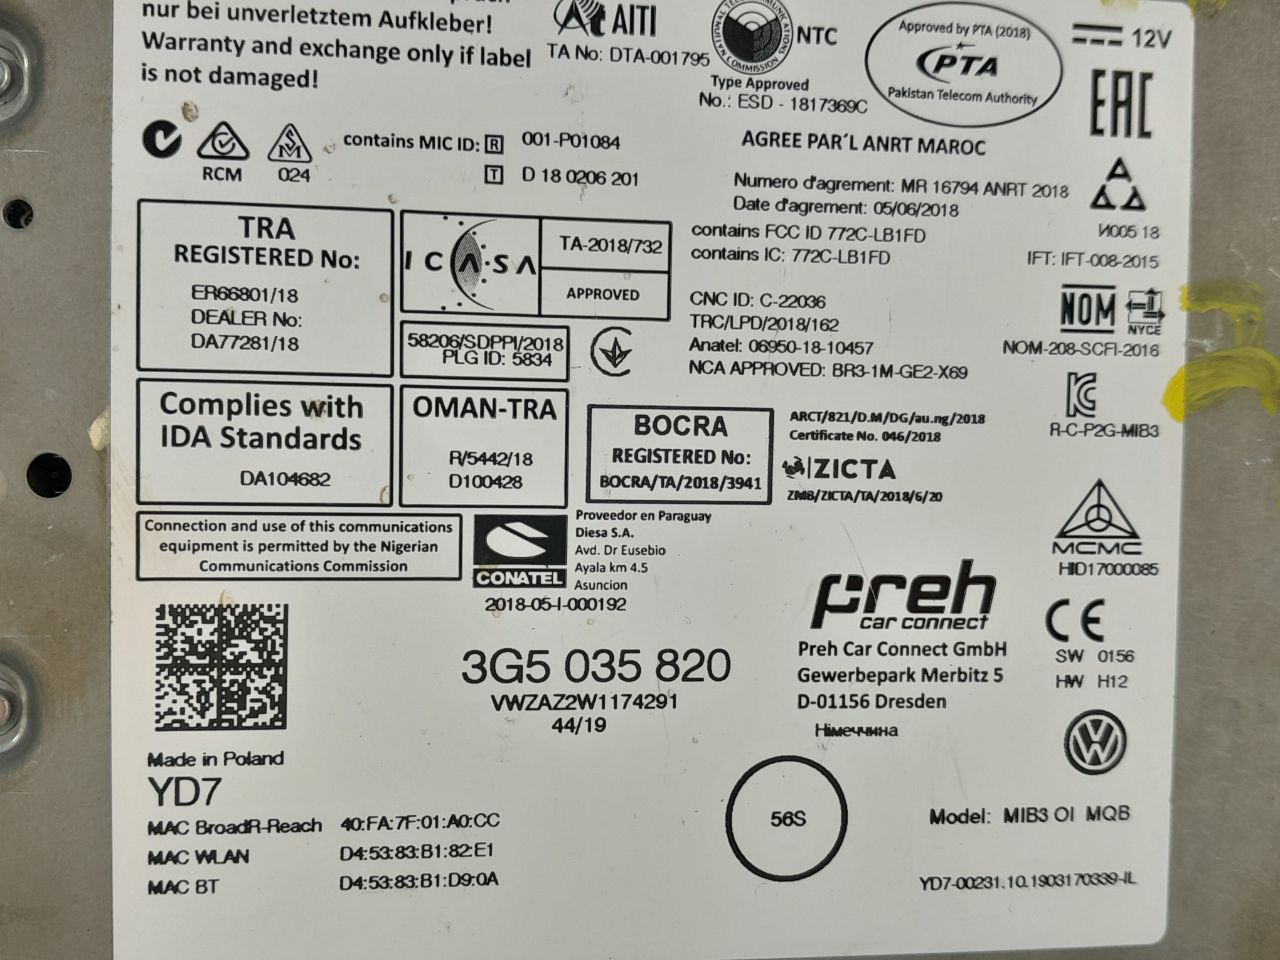 nur bei unverletztem Aufkleber!
Warranty and exchange only if label
is not damaged!
AITI
TA No: DTA-001795
NATIONAL TELECOMMUNICATIONS COMMISSION
NTC
Type Approved
No.: ESD - 1817369C
Approved by PTA (2018)
PTA
Pakistan Telecom Authority
12V
EAC
RCM
SM
024
contains MIC ID: R 001-P01084
T D 18 0206 201
AGREE PAR´L ANRT MAROC
Numero d'agrement: MR 16794 ANRT 2018
Date d'agrement: 05/06/2018
contains FCC ID 772C-LB1FD
contains IC: 772C-LB1FD
И005 18
IFT: IFT-008-2015
TRA
REGISTERED No:
ER66801/18
DEALER No:
DA77281/18
ICASA
TA-2018/732
APPROVED
58206/SDPPI/2018
PLG ID: 5834
CNC ID: C-22036
TRC/LPD/2018/162
Anatel: 06950-18-10457
NCA APPROVED: BR3-1M-GE2-X69
NOM
NYCE
NOM-208-SCFI-2016
R-C-P2G-MIB3
Complies with
IDA Standards
DA104682
OMAN-TRA
R/5442/18
D100428
BOCRA
REGISTERED No:
BOCRA/TA/2018/3941
ARCT/821/D.M/DG/au.ng/2018
Certificate No. 046/2018
ZICTA
ZMB/ZICTA/TA/2018/6/20
MCMC
HID17000085
Connection and use of this communications
equipment is permitted by the Nigerian
Communications Commission
CONATEL
2018-05-I-000192
Proveedor en Paraguay
Diesa S.A.
Avd. Dr Eusebio
Ayala km 4.5
Asuncion
preh
car connect
Preh Car Connect GmbH
Gewerbepark Merbitz 5
D-01156 Dresden
Німеччина
CE
SW 0156
HW H12
3G5 035 820
VWZAZ2W1174291
44/19
Made in Poland
YD7
MAC BroadR-Reach 40:FA:7F:01:A0:CC
MAC WLAN D4:53:83:B1:82:E1
MAC BT D4:53:83:B1:D9:0A
56S
VW
Model: MIB3 OI MQB
YD7-00231.10.1903170339-IL